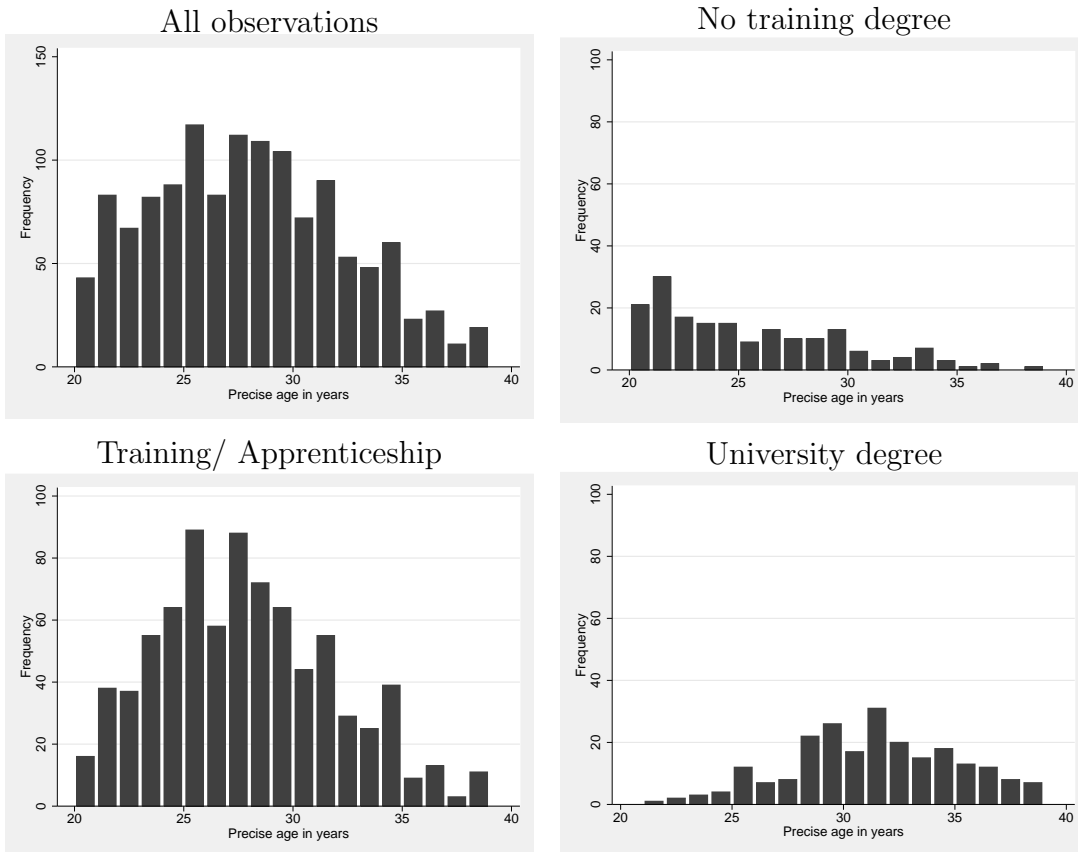 All observations
150
100
50
0
Frequency
20 25 30 35 40
Precise age in years
No training degree
100
80
60
40
20
0
Frequency
20 25 30 35 40
Precise age in years
Training/ Apprenticeship
100
80
60
40
20
0
Frequency
20 25 30 35 40
Precise age in years
University degree
100
80
60
40
20
0
Frequency
20 25 30 35 40
Precise age in years